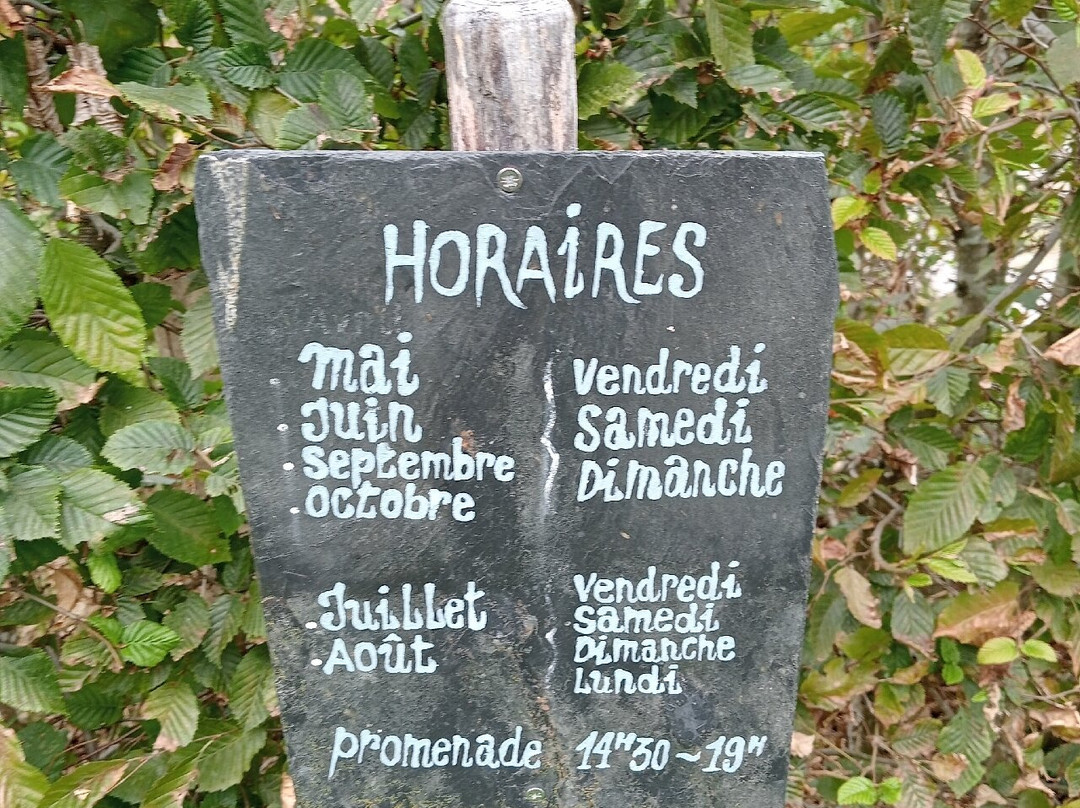 HORAiRES
. mai
. Juin
. septembre
. octobre
vendredi
samedi
Dimanche
. Juillet
. Août
vendredi
samedi
Dimanche
Lundi
promenade 14H30~19H